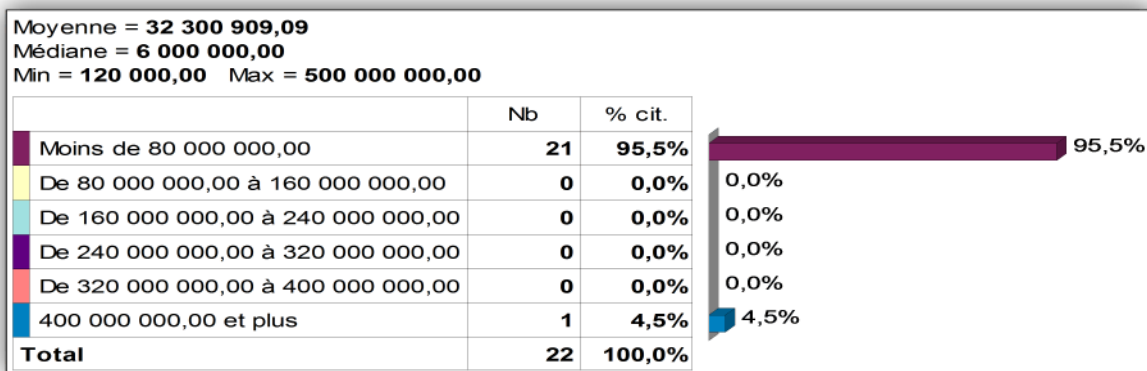 Moyenne = 32 300 909,09
Médiane = 6 000 000,00
Min = 120 000,00 Max = 500 000 000,00
Nb % cit.
Moins de 80 000 000,00 21 95,5% 95,5%
De 80 000 000,00 à 160 000 000,00 0 0,0% 0,0%
De 160 000 000,00 à 240 000 000,00 0 0,0% 0,0%
De 240 000 000,00 à 320 000 000,00 0 0,0% 0,0%
De 320 000 000,00 à 400 000 000,00 0 0,0% 0,0%
400 000 000,00 et plus 1 4,5% 4,5%
Total 22 100,0%